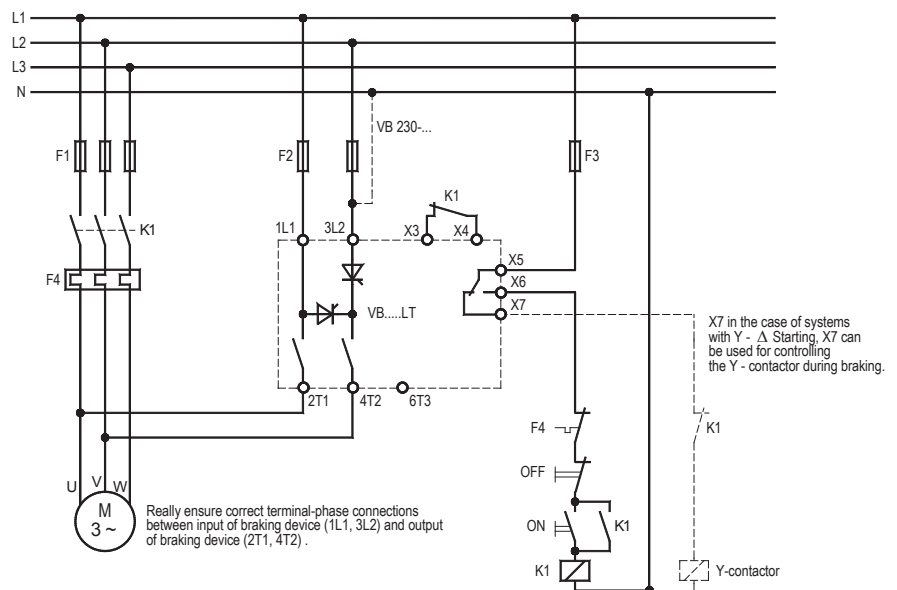 L1
L2
L3
N
VB 230-...
F1
F2
F3
K1
K1
1L1
3L2
X3
X4
F4
X5
X6
X7
VB.....LT
X7 in the case of systems
with Y - Δ Starting, X7 can
be used for controlling
the Y - contactor during braking.
2T1
4T2
6T3
F4
K1
OFF
U
V
W
M
3 ~
Really ensure correct terminal-phase connections
between input of braking device (1L1, 3L2) and output
of braking device (2T1, 4T2) .
ON
K1
K1
Y-contactor